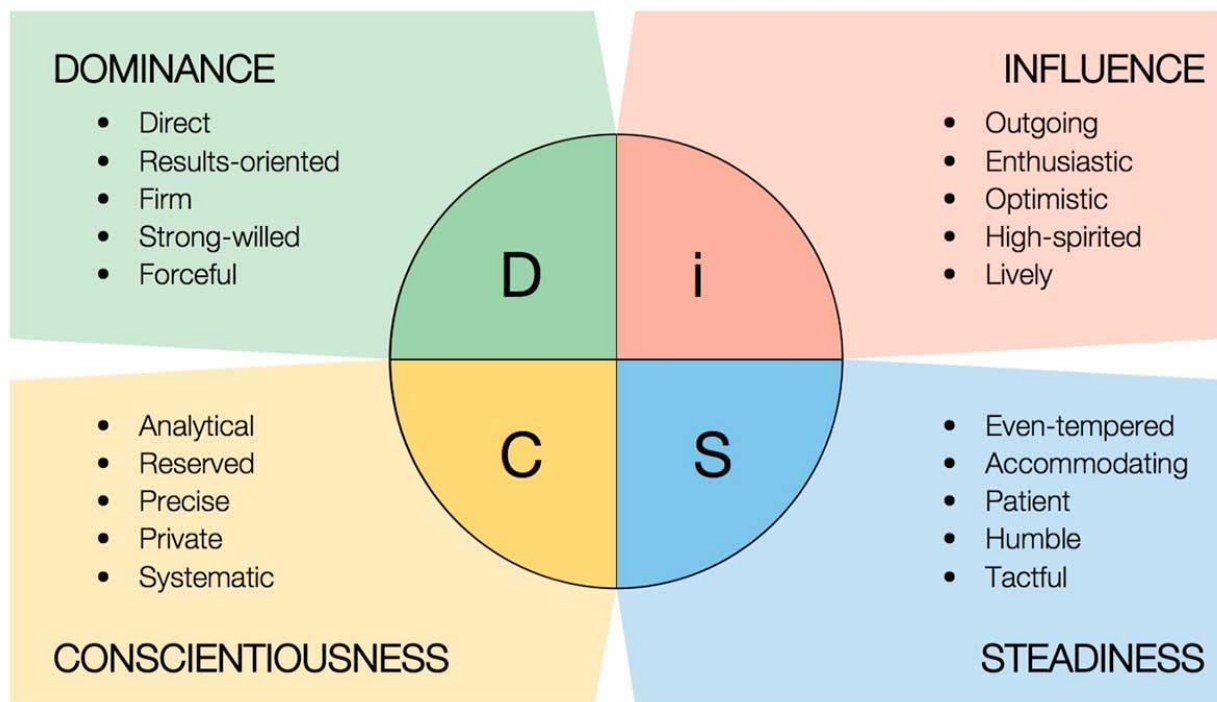 DOMINANCE
• Direct
• Results-oriented
• Firm
• Strong-willed
• Forceful
INFLUENCE
• Outgoing
• Enthusiastic
• Optimistic
• High-spirited
• Lively
D
i
C
S
• Analytical
• Reserved
• Precise
• Private
• Systematic
CONSCIENTIOUSNESS
• Even-tempered
• Accommodating
• Patient
• Humble
• Tactful
STEADINESS